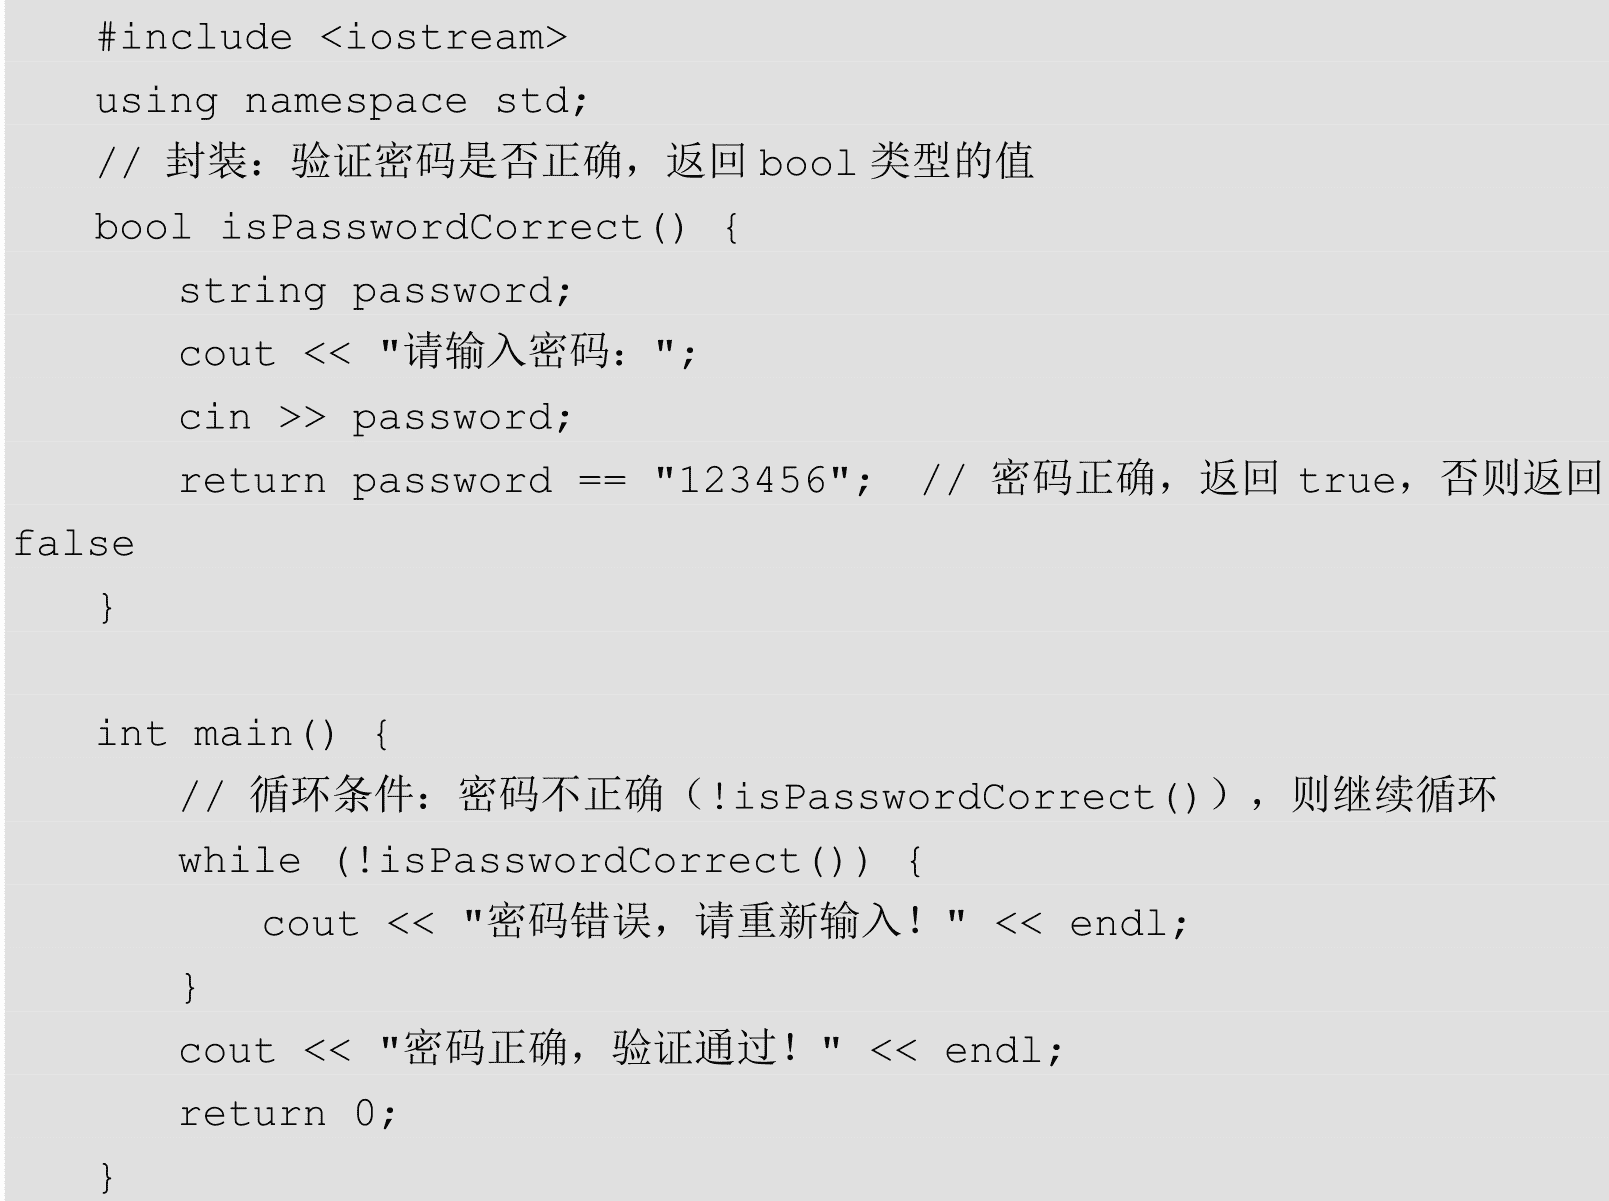 #include <iostream>
using namespace std;
// 封装：验证密码是否正确，返回 bool 类型的值
bool isPasswordCorrect() {
    string password;
    cout << "请输入密码：";
    cin >> password;
    return password == "123456";  // 密码正确，返回 true，否则返回
false
}

int main() {
    // 循环条件：密码不正确（!isPasswordCorrect()），则继续循环
    while (!isPasswordCorrect()) {
        cout << "密码错误，请重新输入！" << endl;
    }
    cout << "密码正确，验证通过！" << endl;
    return 0;
}